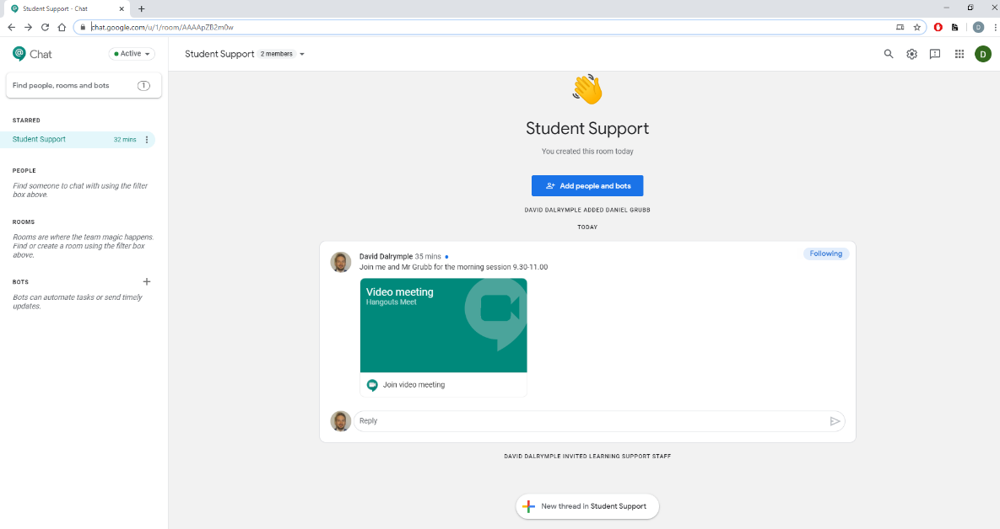 Student Support - Chat
chat.google.com/u/1/room/AAAApZB2m0w
D
Chat
Active
Student Support 2 members
D
Find people, rooms and bots 1
STARRED
Student Support 32 mins
PEOPLE
Find someone to chat with using the filter
box above.
ROOMS
Rooms are where the team magic happens.
Find or create a room using the filter box
above.
BOTS
Bots can automate tasks or send timely
updates.
Student Support
You created this room today
Add people and bots
DAVID DALRYMPLE ADDED DANIEL GRUBB
TODAY
David Dalrymple 35 mins
Following
Join me and Mr Grubb for the morning session 9.30-11.00
Video meeting
Hangouts Meet
Join video meeting
Reply
DAVID DALRYMPLE INVITED LEARNING SUPPORT STAFF
New thread in Student Support